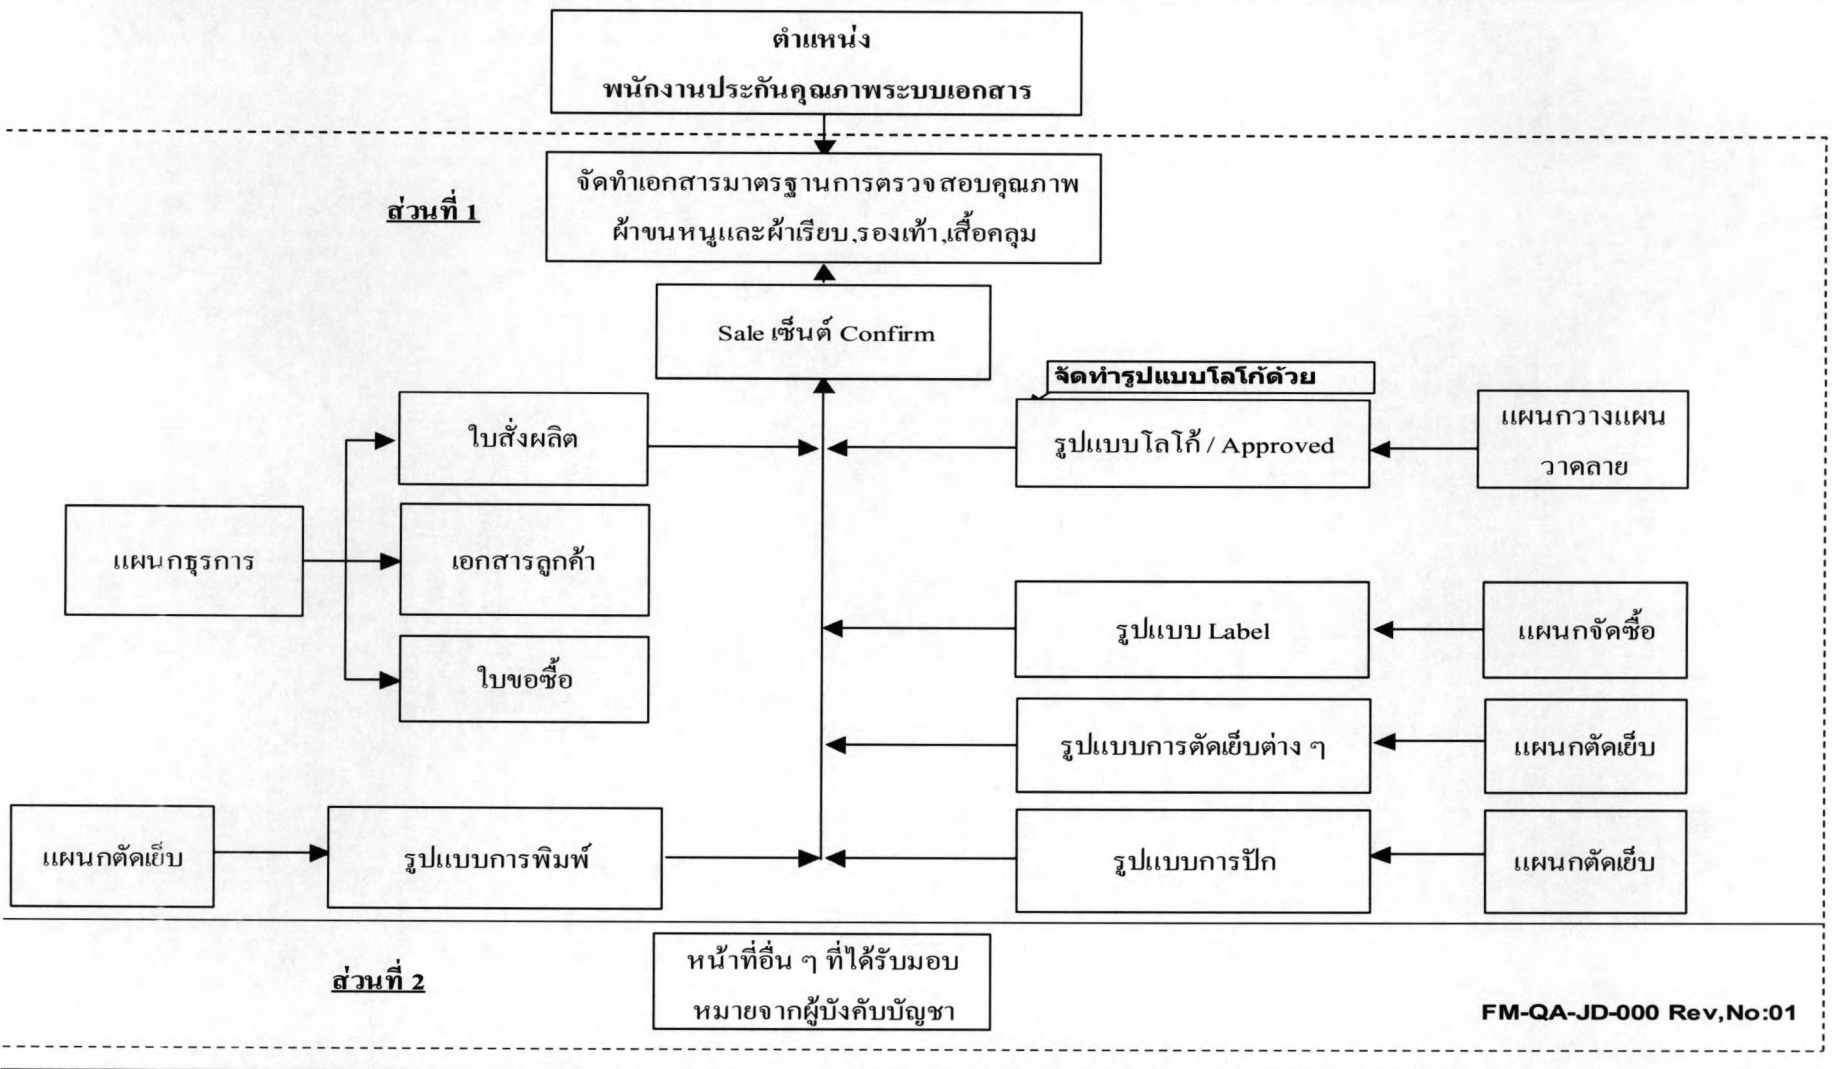 ตำแหน่ง
พนักงานประกันคุณภาพระบบเอกสาร
ส่วนที่ 1
จัดทำเอกสารมาตรฐานการตรวจสอบคุณภาพ
ผ้าขนหนูและผ้าเรียบ,รองเท้า,เสื้อคลุม
Sale เซ็นต์ Confirm
จัดทำรูปแบบโลโก้ด้วย
ใบสั่งผลิต
รูปแบบโลโก้ / Approved
แผนกวางแผน
วาดลาย
แผนกธุรการ
เอกสารลูกค้า
รูปแบบ Label
แผนกจัดซื้อ
ใบขอซื้อ
รูปแบบการตัดเย็บต่าง ๆ
แผนกตัดเย็บ
แผนกตัดเย็บ
รูปแบบการพิมพ์
รูปแบบการปัก
แผนกตัดเย็บ
ส่วนที่ 2
หน้าที่อื่น ๆ ที่ได้รับมอบ
หมายจากผู้บังคับบัญชา
FM-QA-JD-000 Rev,No:01